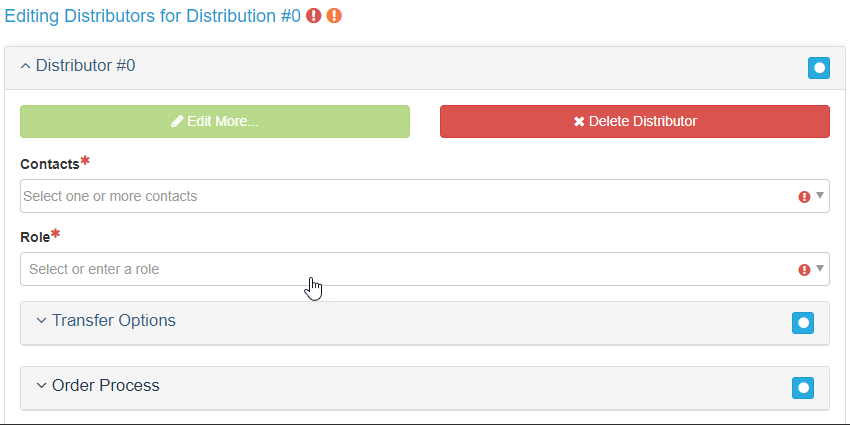 Editing Distributors for Distribution #0
Distributor #0
Edit More...
Delete Distributor
Contacts*
Select one or more contacts
Role*
Select or enter a role
Transfer Options
Order Process